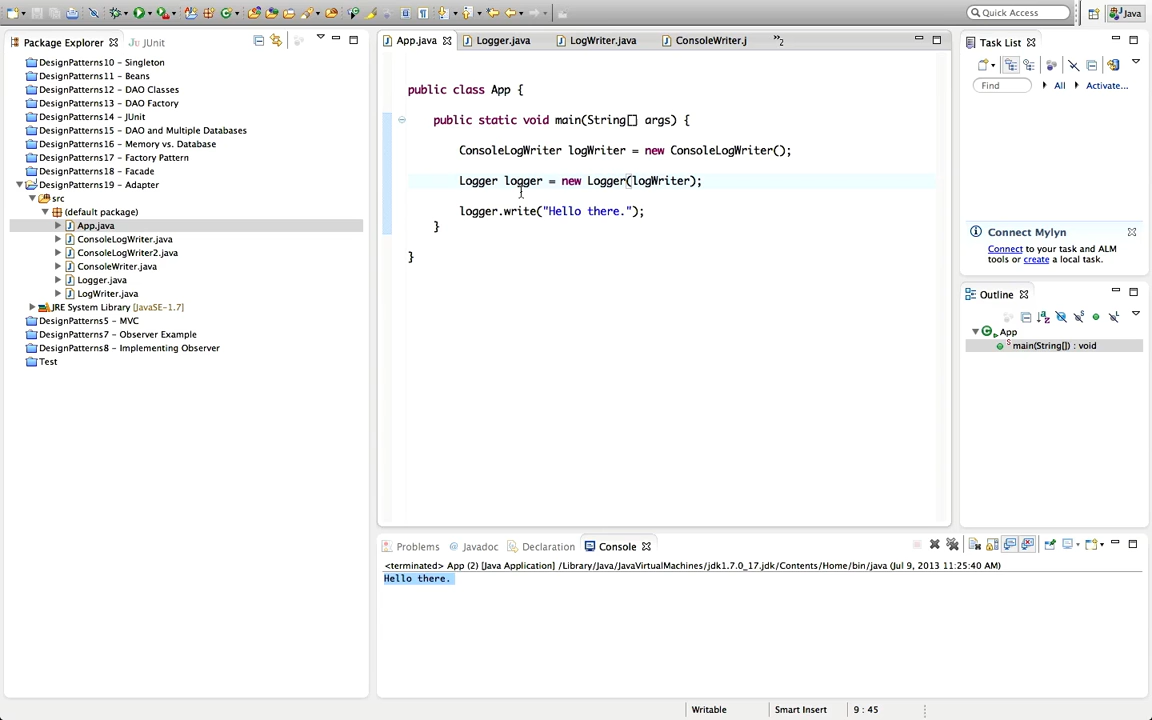 Quick Access
Java
Package Explorer
JUnit
DesignPatterns10 - Singleton
DesignPatterns11 - Beans
DesignPatterns12 - DAO Classes
DesignPatterns13 - DAO Factory
DesignPatterns14 - JUnit
DesignPatterns15 - DAO and Multiple Databases
DesignPatterns16 - Memory vs. Database
DesignPatterns17 - Factory Pattern
DesignPatterns18 - Facade
DesignPatterns19 - Adapter
src
(default package)
App.java
ConsoleLogWriter.java
ConsoleLogWriter2.java
ConsoleWriter.java
Logger.java
LogWriter.java
JRE System Library [JavaSE-1.7]
DesignPatterns5 - MVC
DesignPatterns7 - Observer Example
DesignPatterns8 - Implementing Observer
Test
App.java
Logger.java
LogWriter.java
ConsoleWriter.j
»2
public class App {
public static void main(String[] args) {
ConsoleLogWriter logWriter = new ConsoleLogWriter();
Logger logger = new Logger(logWriter);
logger.write("Hello there.");
}
}
Problems
Javadoc
Declaration
Console
<terminated> App (2) [Java Application] /Library/Java/JavaVirtualMachines/jdk1.7.0_17.jdk/Contents/Home/bin/java (Jul 9, 2013 11:25:40 AM)
Hello there.
Task List
Find
All
Activate...
Connect Mylyn
Connect to your task and ALM
tools or create a local task.
Outline
App
main(String[]) : void
Writable
Smart Insert
9 : 45